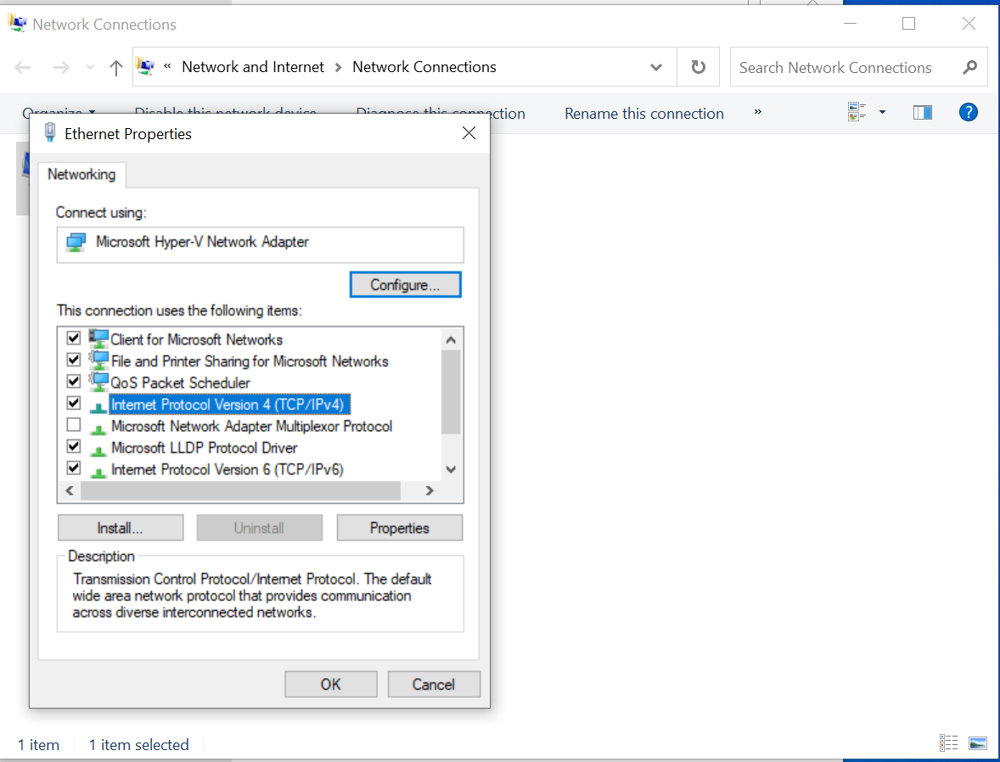 Network Connections
« Network and Internet > Network Connections
Search Network Connections
Organize Disable this network device Diagnose this connection Rename this connection »
Ethernet Properties
Networking
Connect using:
Microsoft Hyper-V Network Adapter
Configure...
This connection uses the following items:
Client for Microsoft Networks
File and Printer Sharing for Microsoft Networks
QoS Packet Scheduler
Internet Protocol Version 4 (TCP/IPv4)
Microsoft Network Adapter Multiplexor Protocol
Microsoft LLDP Protocol Driver
Internet Protocol Version 6 (TCP/IPv6)
Install... Uninstall Properties
Description
Transmission Control Protocol/Internet Protocol. The default
wide area network protocol that provides communication
across diverse interconnected networks.
OK Cancel
1 item 1 item selected